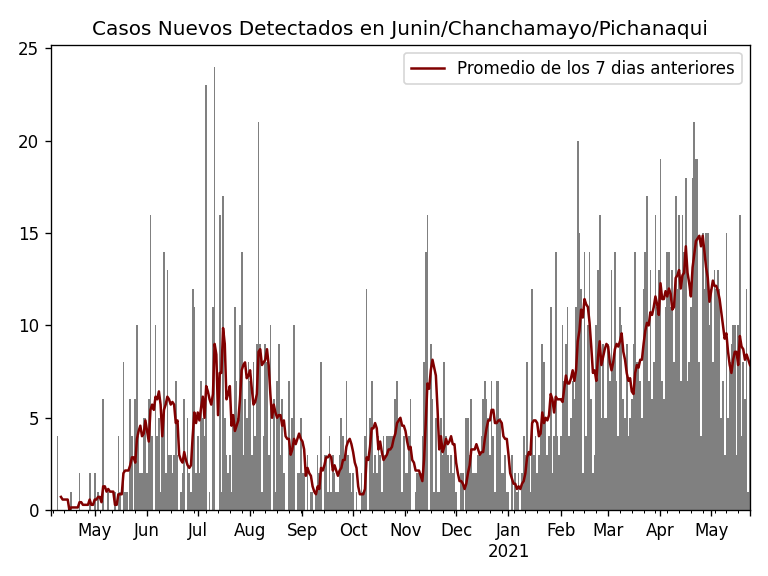 Casos Nuevos Detectados en Junin/Chanchamayo/Pichanaqui
Promedio de los 7 dias anteriores
25
20
15
10
5
0
May Jun Jul Aug Sep Oct Nov Dec Jan Feb Mar Apr May
2021